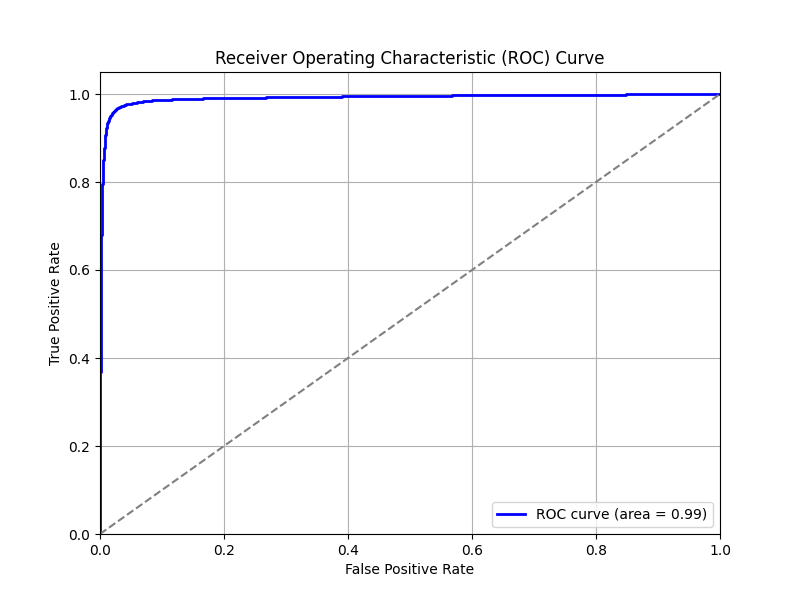 Receiver Operating Characteristic (ROC) Curve
1.0
0.8
0.6
0.4
0.2
0.0
True Positive Rate
ROC curve (area = 0.99)
0.0 0.2 0.4 0.6 0.8 1.0
False Positive Rate